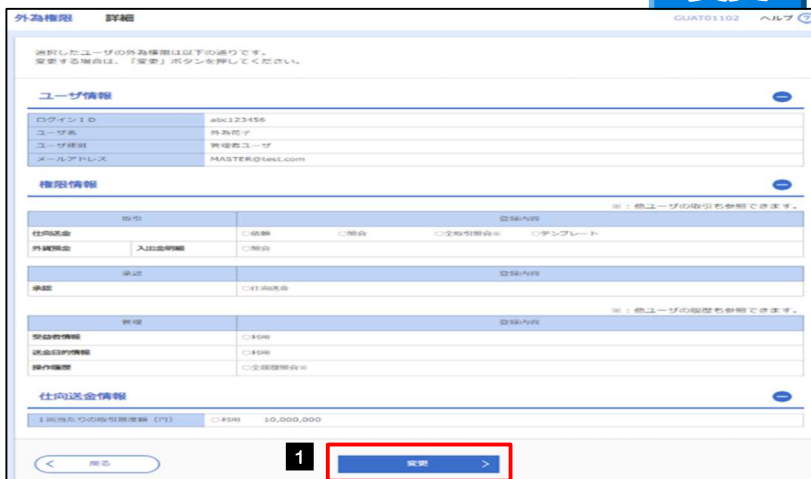 外為権限　詳細
GUAT01102　ヘルプ ?
選択したユーザの外為権限は以下の通りです。
変更する場合は、「変更」ボタンを押してください。
ユーザ情報
ログインID　abc123456
ユーザ名　外為花子
ユーザ種別　管理者ユーザ
メールアドレス　MASTER@test.com
権限情報
※：他ユーザの取引も参照できます。
取引　登録内容
仕向送金　○依頼　○照会　○全取引照会※　○テンプレート
外貨預金　入出金明細　○照会
承認　登録内容
承認　○仕向送金
※：他ユーザの履歴も参照できます。
管理　登録内容
受益者情報　○利用
送金目的情報　○利用
操作履歴　○全履歴照会※
仕向送金情報
1回当たりの取引限度額（円）　○利用　10,000,000
< 戻る
1
変更 >